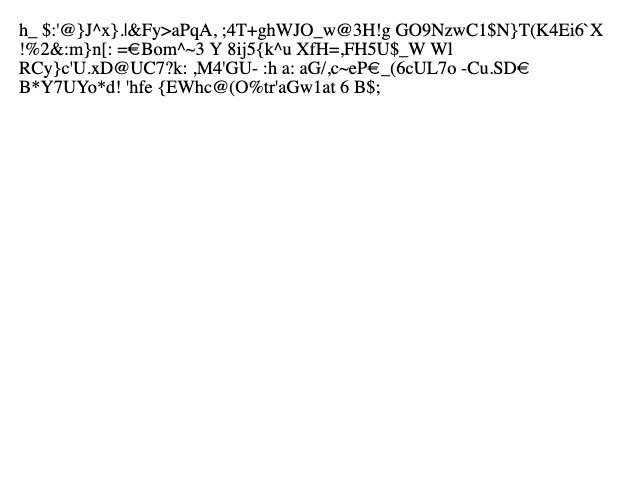 h_ $:'@}J^x}.l&Fy>aPqA, ;4T+ghWJO_w@3H!g GO9NzwC1$N}T(K4Ei6`X
!%2&:m}n[: =€Bom^~3 Y 8ij5{k^u XfH=,FH5U$_W Wl
RCy}c'U.xD@UC7?k: ,M4'GU- :h a: aG/,c~eP€_(6cUL7o -Cu.SD€
B*Y7UYo*d! 'hfe {EWhc@(O%tr'aGw1at 6 B$;